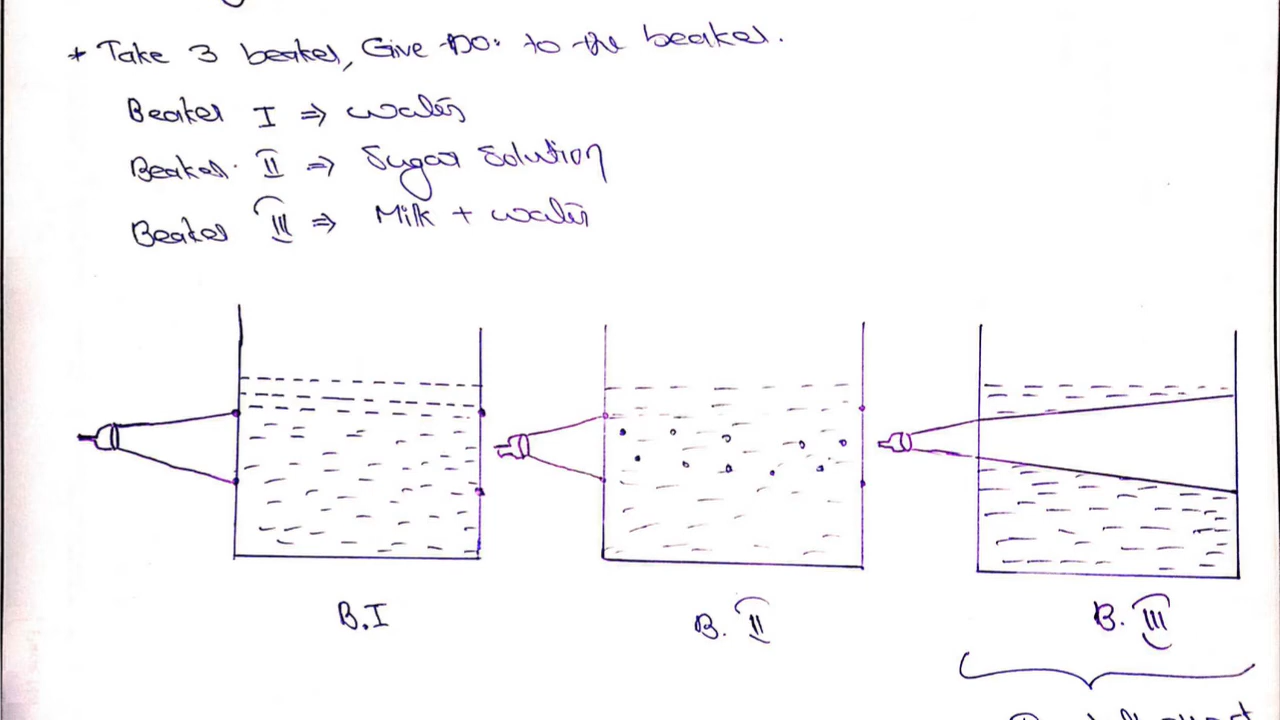 * Take 3 beaker, Give no. to the beaker.
Beaker I ⇒ water
Beaker. II ⇒ Sugar Solution
Beaker III ⇒ Milk + water
B.I
B. II
B. III